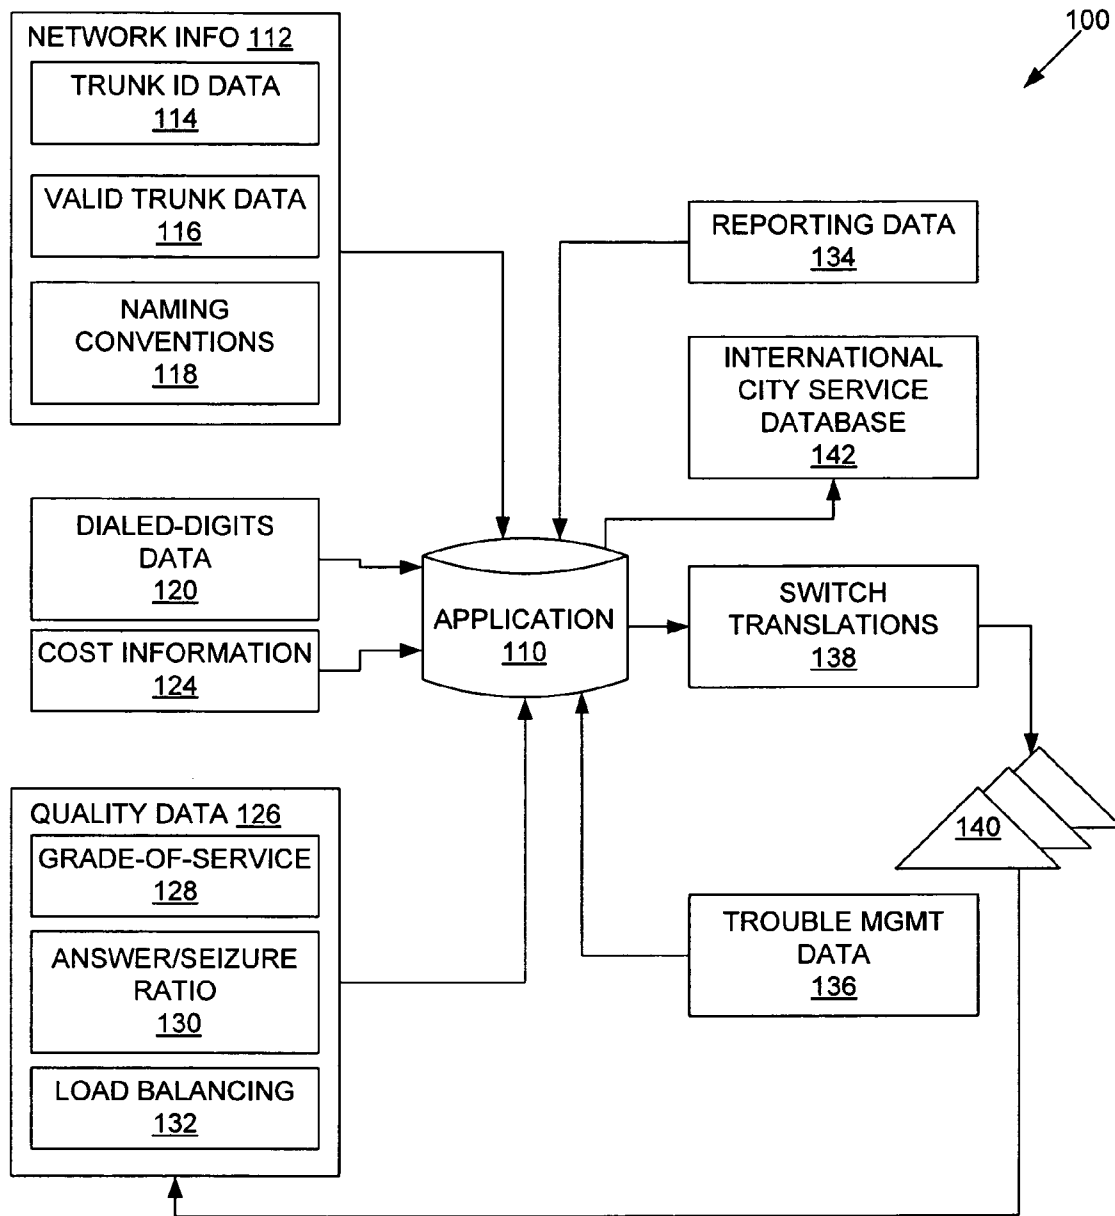 100
NETWORK INFO 112
TRUNK ID DATA
114
VALID TRUNK DATA
116
NAMING
CONVENTIONS
118
REPORTING DATA
134
INTERNATIONAL
CITY SERVICE
DATABASE
142
DIALED-DIGITS
DATA
120
COST INFORMATION
124
APPLICATION
110
SWITCH
TRANSLATIONS
138
QUALITY DATA 126
GRADE-OF-SERVICE
128
ANSWER/SEIZURE
RATIO
130
LOAD BALANCING
132
140
TROUBLE MGMT
DATA
136